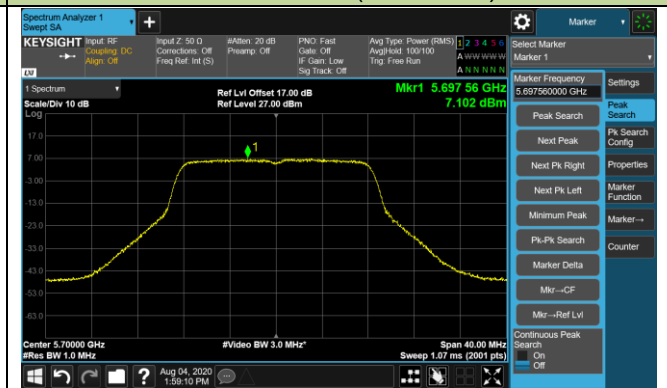 Spectrum Analyzer 1
Swept SA
Marker
KEYSIGHT
Input: RF
Coupling: DC
Align: Off
Input Z: 50 Ω
Corrections: Off
Freq Ref: Int (S)
#Atten: 20 dB
Preamp: Off
PNO: Fast
Gate: Off
IF Gain: Low
Sig Track: Off
Avg Type: Power (RMS)
Avg|Hold: 100/100
Trig: Free Run
1 2 3 4 5 6
A W W W W W
A N N N N N
LXI
Select Marker
Marker 1
1 Spectrum
Scale/Div 10 dB
Log
Ref Lvl Offset 17.00 dB
Ref Level 27.00 dBm
Mkr1 5.697 56 GHz
7.102 dBm
17.0
7.00
-3.00
-13.0
-23.0
-33.0
-43.0
-53.0
-63.0
1
Center 5.70000 GHz
#Res BW 1.0 MHz
#Video BW 3.0 MHz*
Span 40.00 MHz
Sweep 1.07 ms (2001 pts)
Marker Frequency
5.697560000 GHz
Peak Search
Next Peak
Next Pk Right
Next Pk Left
Minimum Peak
Pk-Pk Search
Marker Delta
Mkr→CF
Mkr→Ref Lvl
Continuous Peak
Search
On
Off
Settings
Peak
Search
Pk Search
Config
Properties
Marker
Function
Marker→
Counter
?
Aug 04, 2020
1:59:10 PM